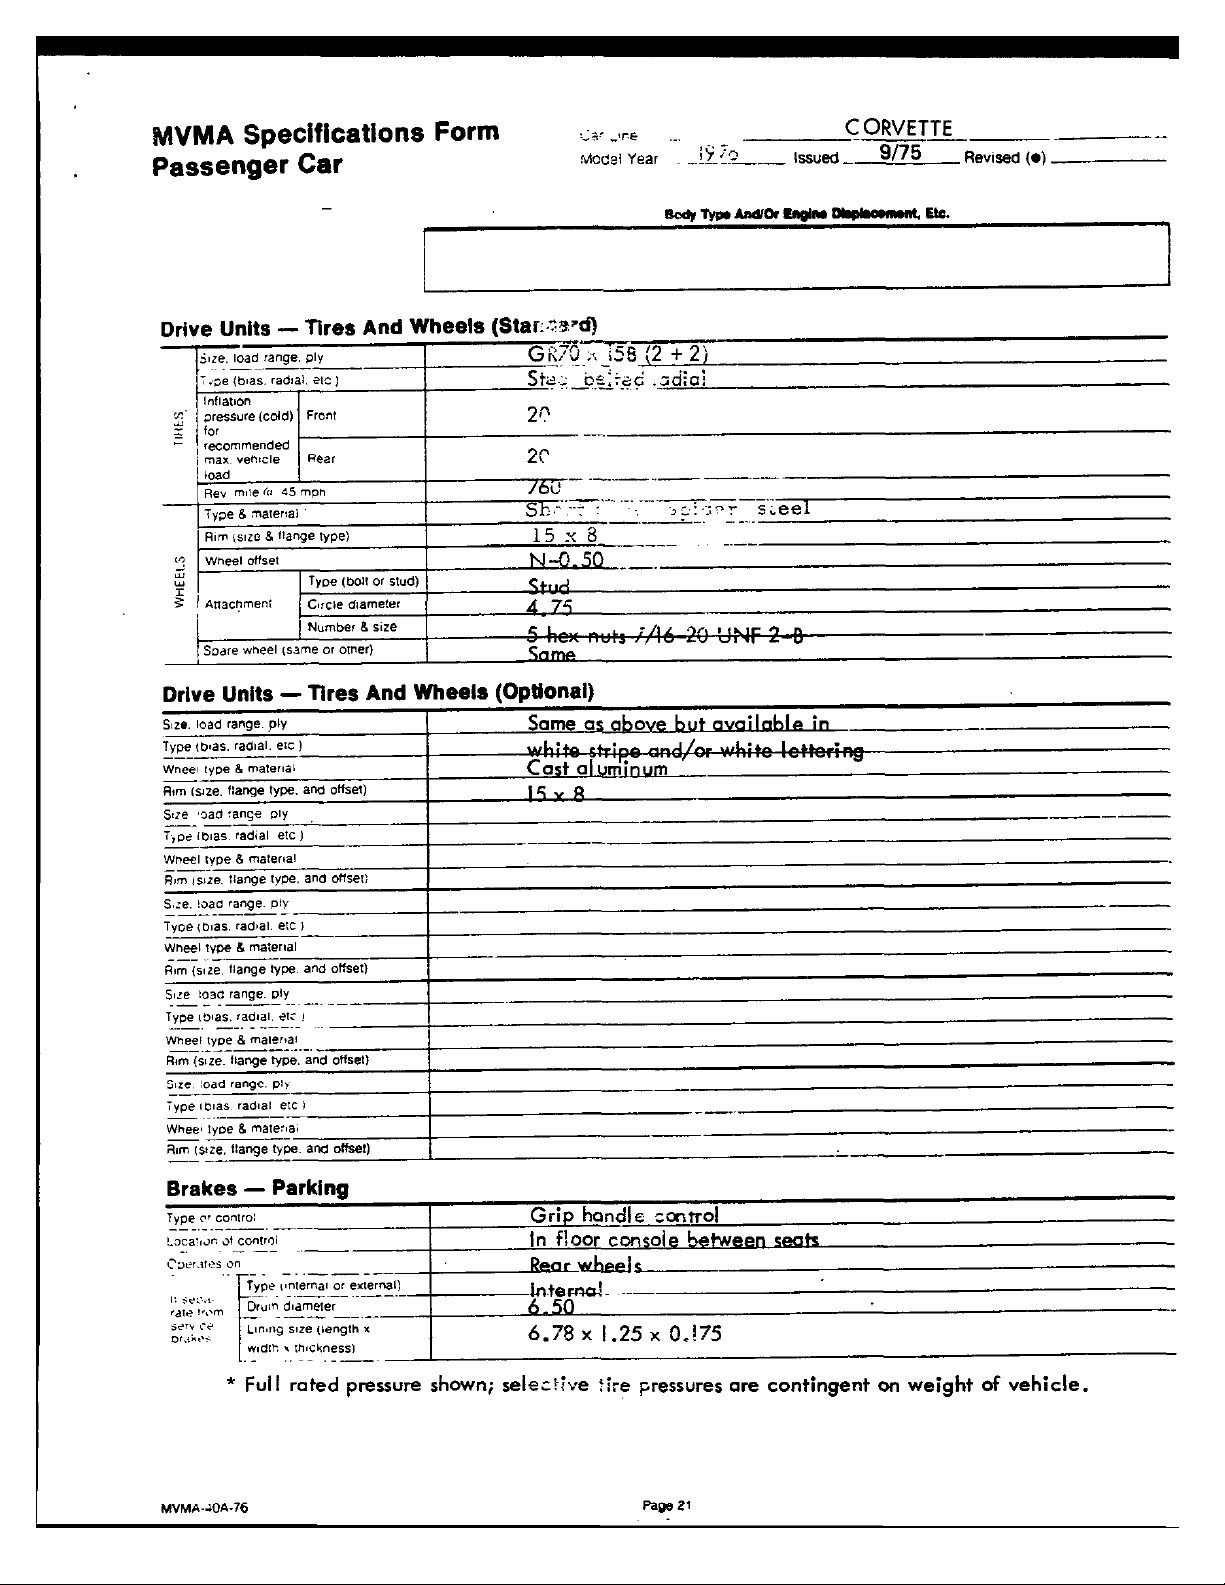 MVMA Specifications Form
Passenger Car
Car Line CORVETTE
Model Year 1976 Issued 9/75 Revised (●)
Body Type And/Or Engine Displacement, Etc.
Drive Units — Tires And Wheels (Standard)
TIRES
Size, load range, ply GR70 x 15B (2 + 2)
Type (bias, radial, etc.) Steel belted radial
Inflation pressure (cold) for recommended max. vehicle load
Front 20
Rear 20
Rev mile @ 45 mph 760
WHEELS
Type & material steel
Rim (size & flange type) 15 x 8
Wheel offset N-0.50
Attachment
Type (bolt or stud) Stud
Circle diameter 4.75
Number & size 5 hex nuts 7/16-20 UNF 2-B
Spare wheel (same or other) Same
Drive Units — Tires And Wheels (Optional)
Size, load range, ply Same as above but available in
Type (bias, radial, etc.) white stripe and/or white lettering
Wheel type & material Cast aluminum
Rim (size, flange type, and offset) 15 x 8
Size, load range, ply
Type (bias, radial, etc.)
Wheel type & material
Rim (size, flange type, and offset)
Size, load range, ply
Type (bias, radial, etc.)
Wheel type & material
Rim (size, flange type, and offset)
Size, load range, ply
Type (bias, radial, etc.)
Wheel type & material
Rim (size, flange type, and offset)
Size, load range, ply
Type (bias, radial, etc.)
Wheel type & material
Rim (size, flange type, and offset)
Brakes — Parking
Type of control Grip handle control
Location of control In floor console between seats
Operates on Rear wheels
If separate from service brakes
Type (internal or external) Internal
Drum diameter 6.50
Lining size (length x width x thickness) 6.78 x 1.25 x 0.175
* Full rated pressure shown; selective tire pressures are contingent on weight of vehicle.
MVMA-40A-76 Page 21